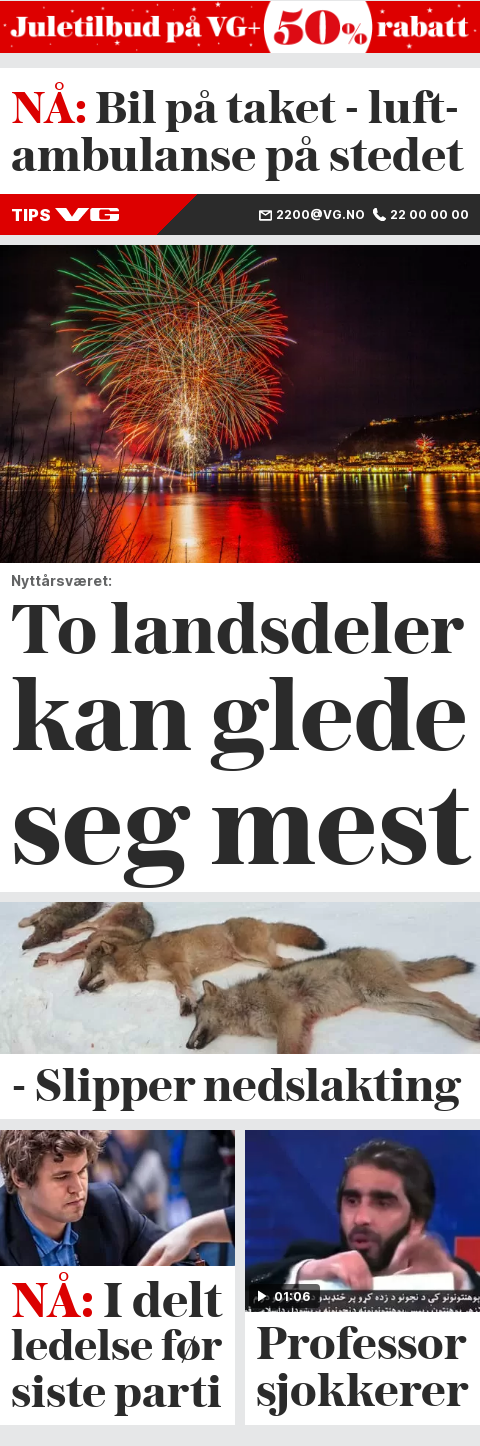 Juletilbud på VG+ 50% rabatt
NÅ: Bil på taket - luft-
ambulanse på stedet
TIPS VG 2200@VG.NO 22 00 00 00
Nyttårsværet:
To landsdeler
kan glede
seg mest
- Slipper nedslakting
NÅ: I delt
ledelse før
siste parti
01:06
Professor
sjokkerer